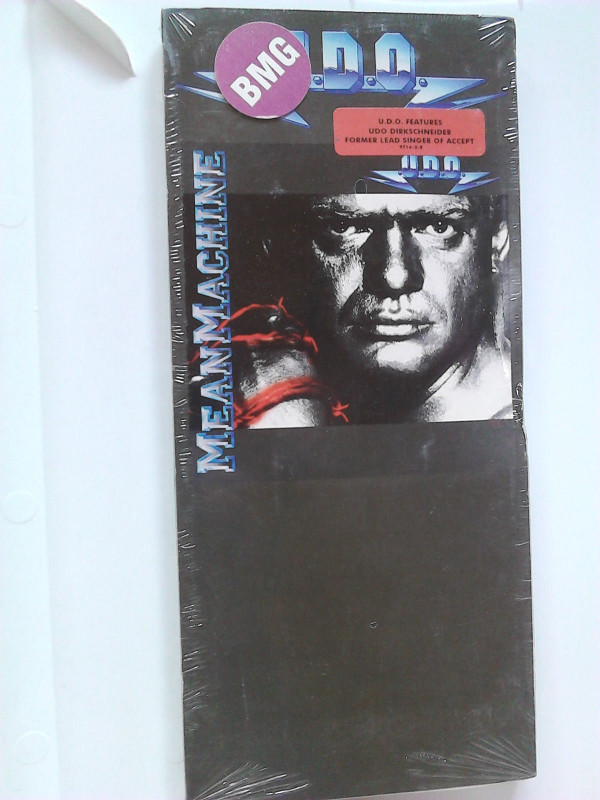 U.D.O.
BMG
U.D.O. FEATURES
UDO DIRKSCHNEIDER
FORMER LEAD SINGER OF ACCEPT
U.D.O.
MEANMACHINE